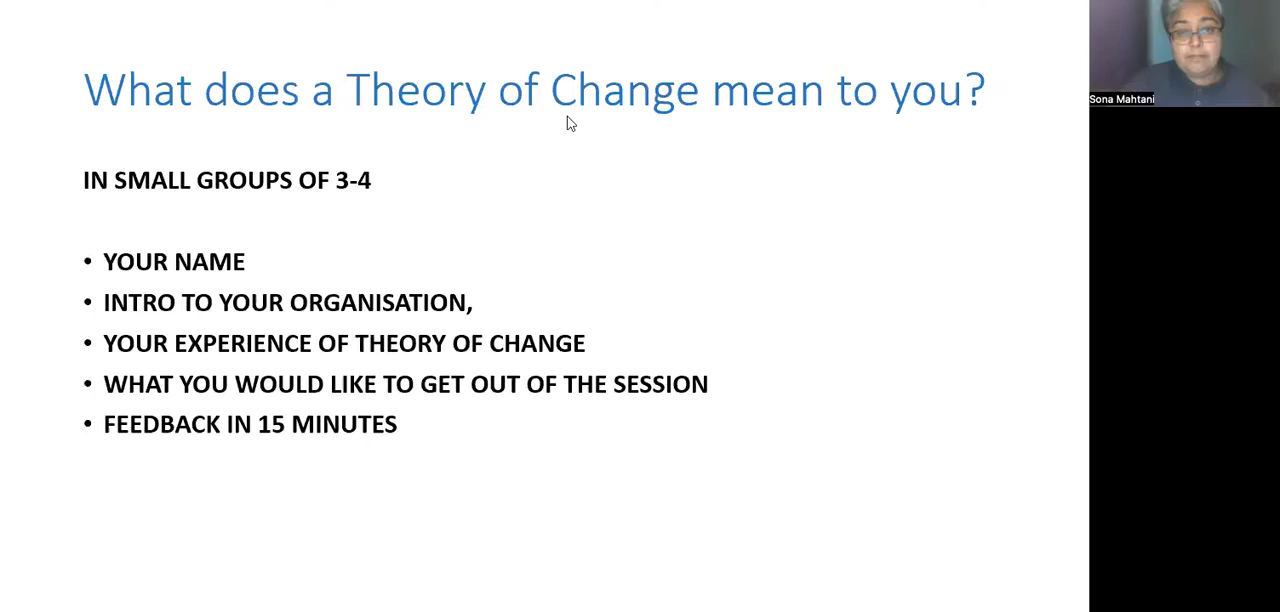 What does a Theory of Change mean to you?
IN SMALL GROUPS OF 3-4
• YOUR NAME
• INTRO TO YOUR ORGANISATION,
• YOUR EXPERIENCE OF THEORY OF CHANGE
• WHAT YOU WOULD LIKE TO GET OUT OF THE SESSION
• FEEDBACK IN 15 MINUTES
Sona Mahtani